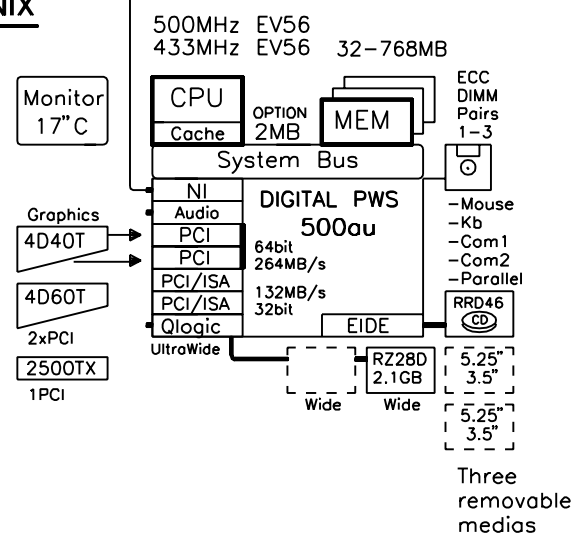 NIX
500MHz EV56
433MHz EV56 32-768MB
Monitor
17"C
CPU
Cache
OPTION
2MB
MEM
ECC
DIMM
Pairs
1-3
System Bus
NI
Audio
PCI
PCI
PCI/ISA
PCI/ISA
Qlogic
UltraWide
DIGITAL PWS
500au
64bit
264MB/s
132MB/s
32bit
EIDE
Graphics
4D40T
4D60T
2xPCI
2500TX
1PCI
-Mouse
-Kb
-Com1
-Com2
-Parallel
RRD46
CD
Wide
RZ28D
2.1GB
Wide
5.25"
3.5"
5.25"
3.5"
Three
removable
medias